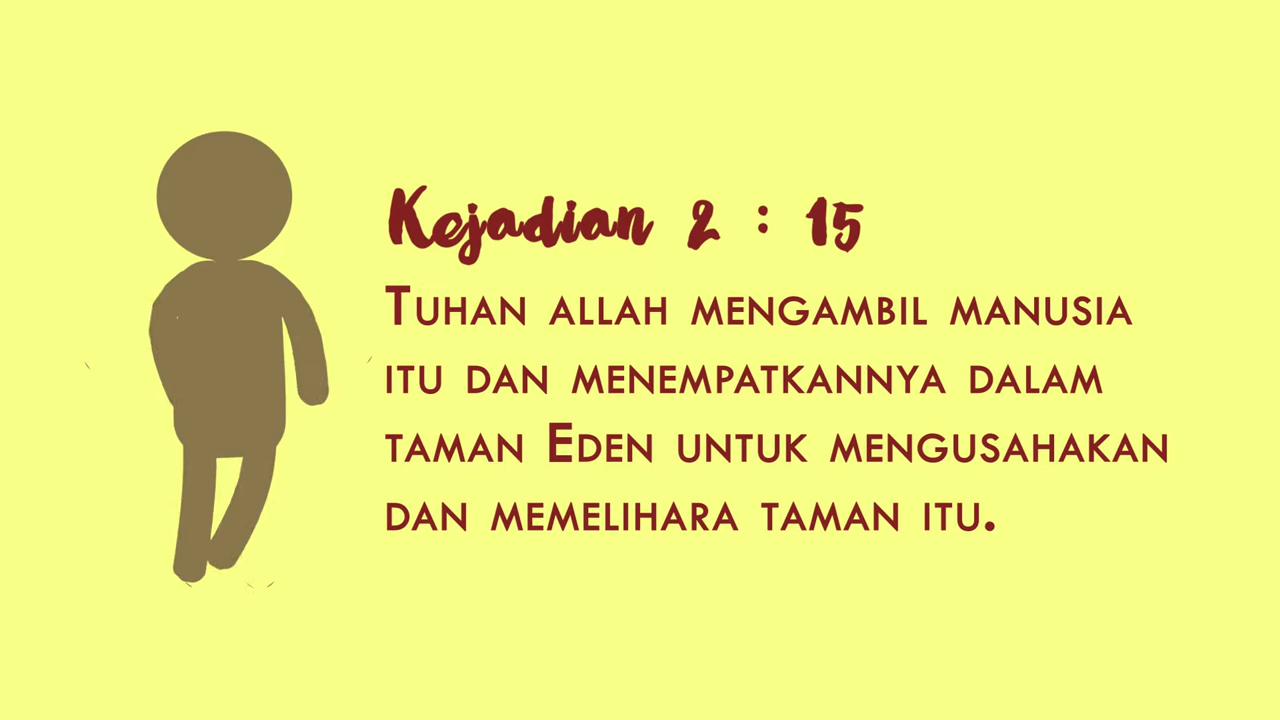 Kejadian 2 : 15
Tuhan allah mengambil manusia
itu dan menempatkannya dalam
taman Eden untuk mengusahakan
dan memelihara taman itu.